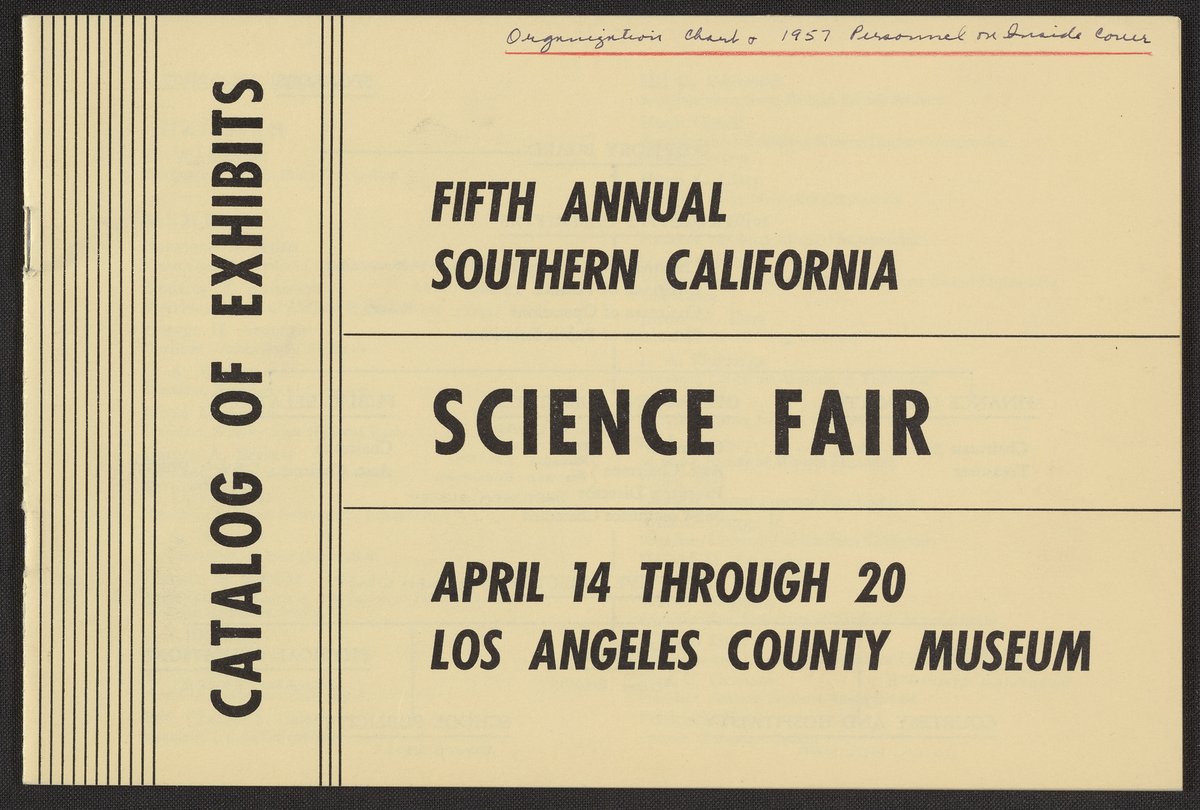 Organization Chart & 1957 Personnel on Inside Cover
CATALOG OF EXHIBITS
FIFTH ANNUAL
SOUTHERN CALIFORNIA
SCIENCE FAIR
APRIL 14 THROUGH 20
LOS ANGELES COUNTY MUSEUM